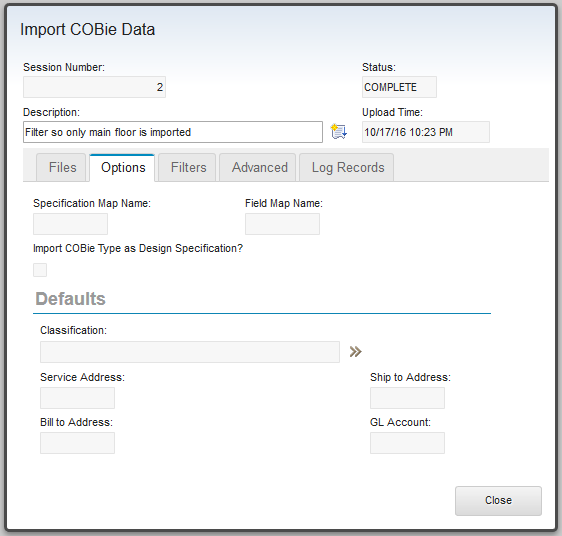 Import COBie Data
Session Number: Status:
2 COMPLETE
Description: Upload Time:
Filter so only main floor is imported 10/17/16 10:23 PM
Files Options Filters Advanced Log Records
Specification Map Name: Field Map Name:
Import COBie Type as Design Specification?
Defaults
Classification:
Service Address: Ship to Address:
Bill to Address: GL Account:
Close